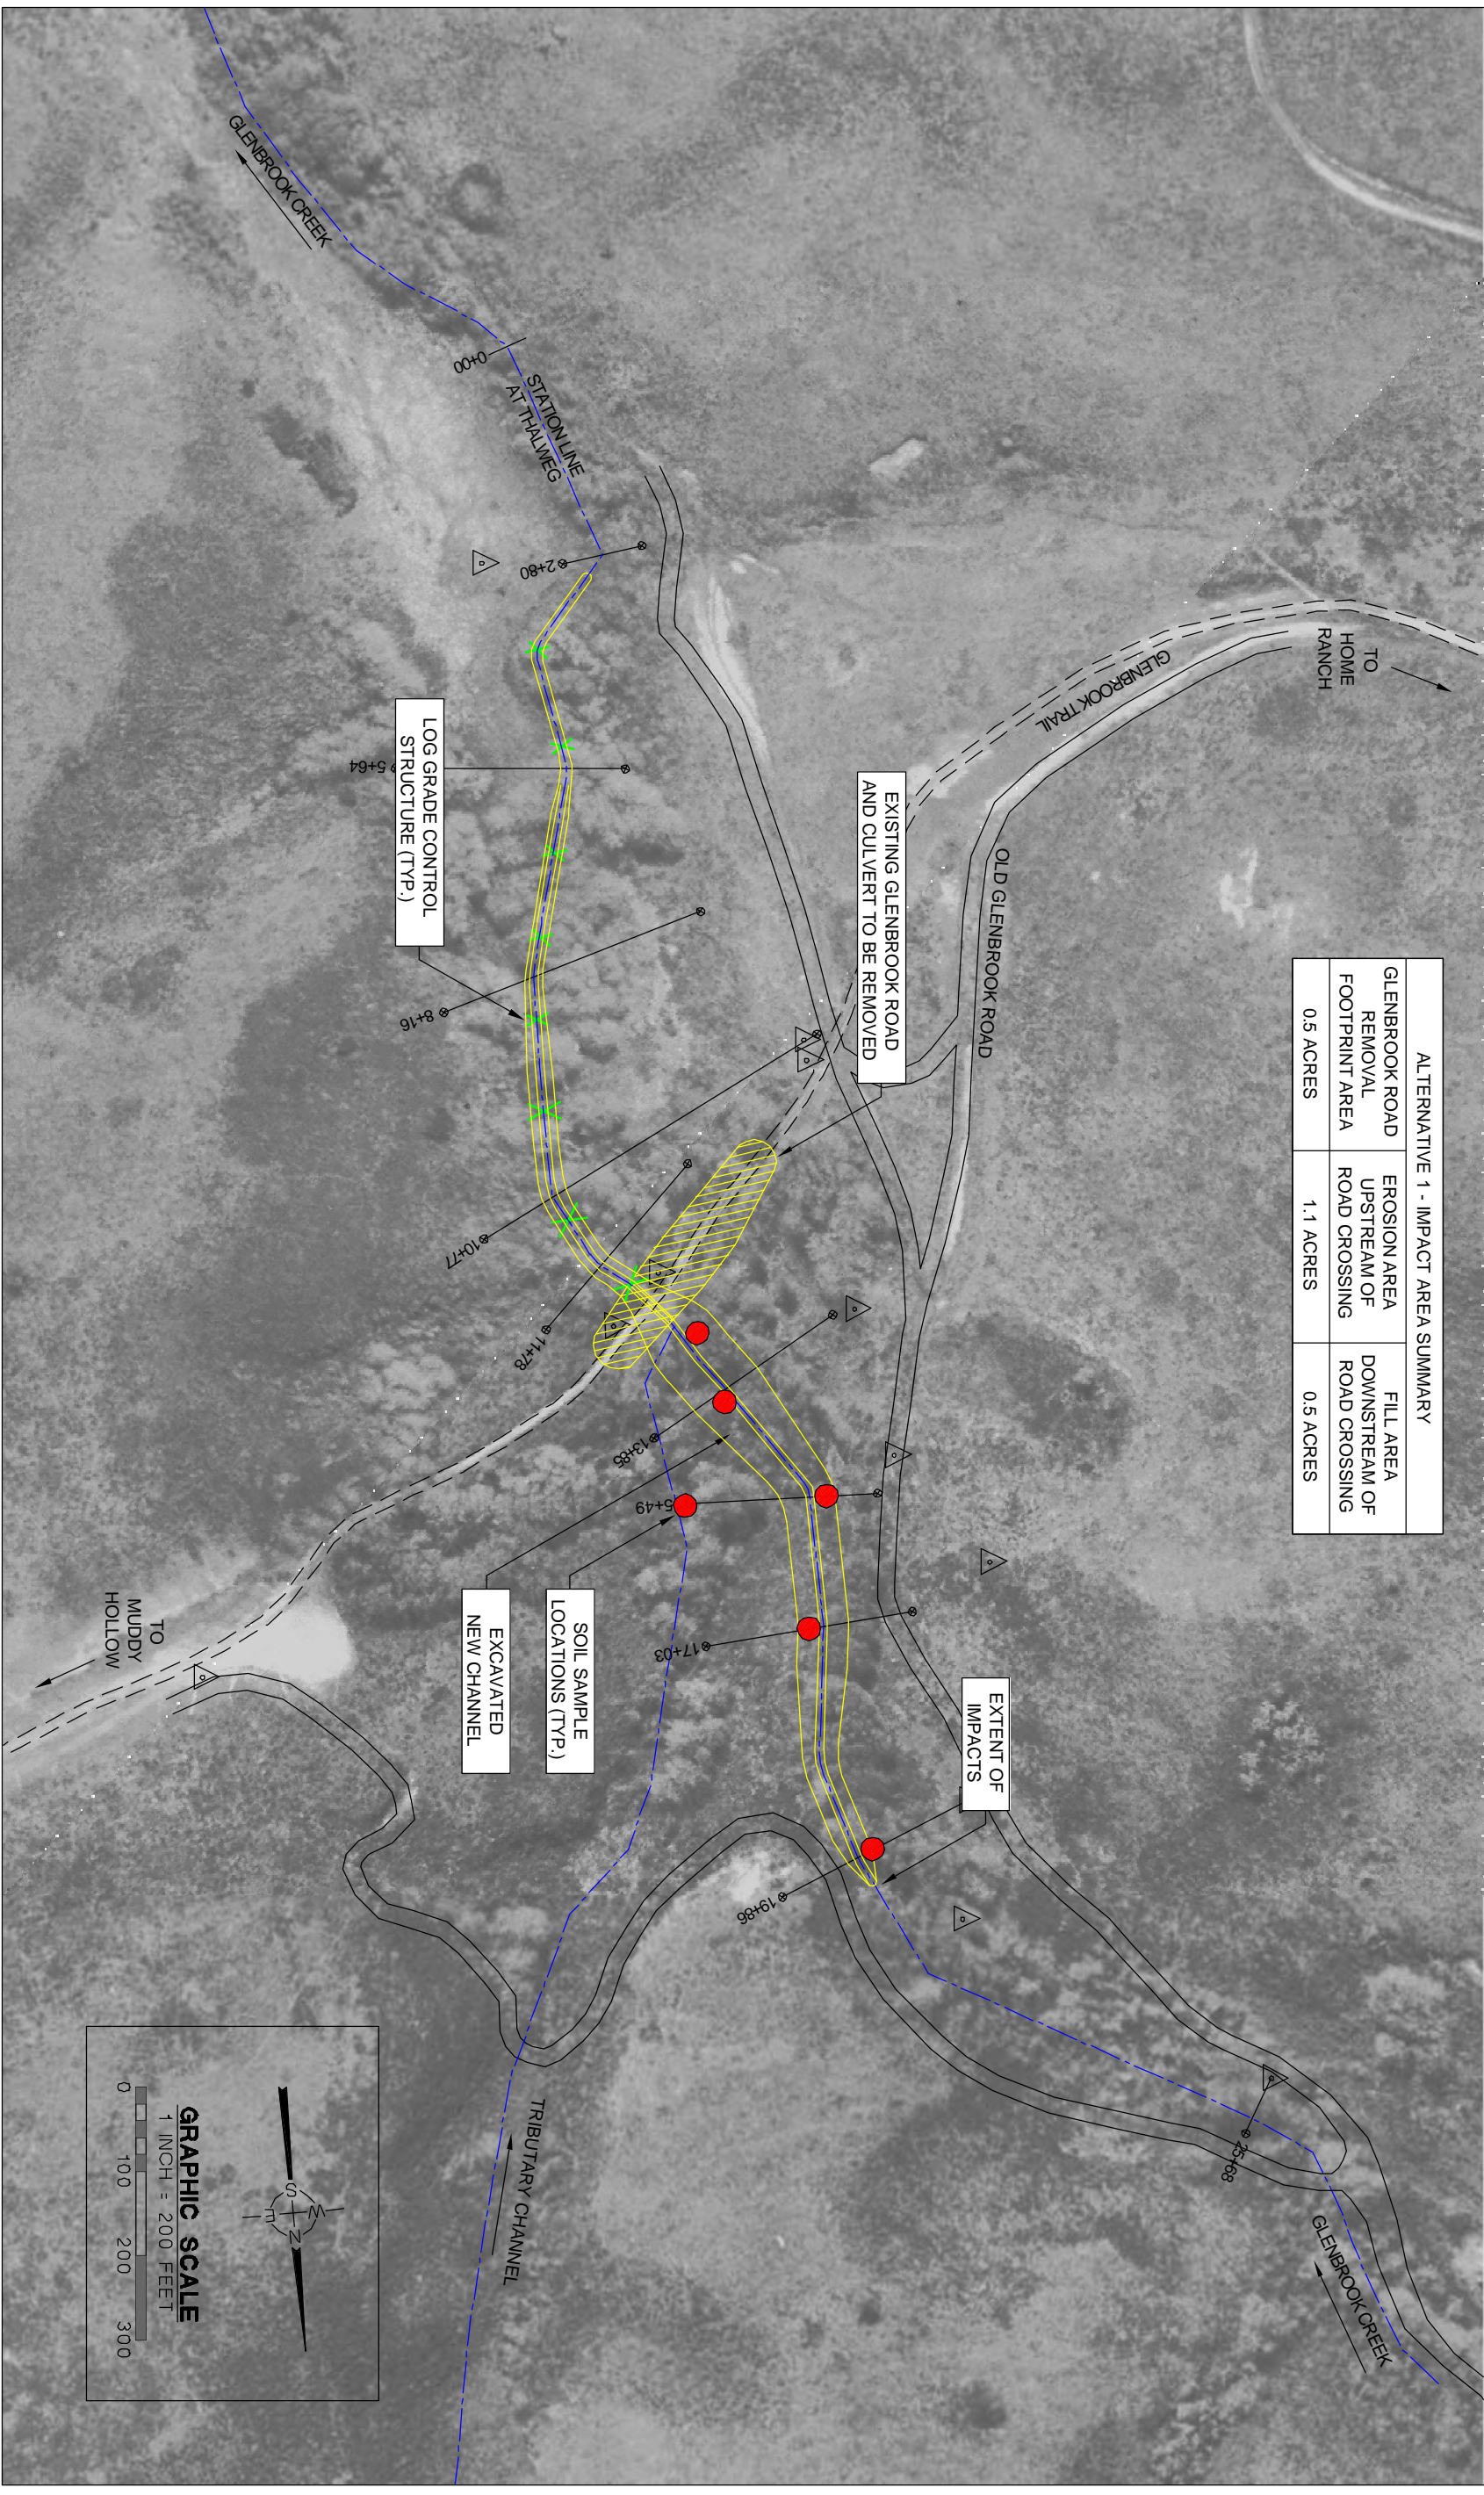 ALTERNATIVE 1 - IMPACT AREA SUMMARY
GLENBROOK ROAD
REMOVAL
FOOTPRINT AREA
EROSION AREA
UPSTREAM OF
ROAD CROSSING
FILL AREA
DOWNSTREAM OF
ROAD CROSSING
0.5 ACRES
1.1 ACRES
0.5 ACRES
TO
HOME
RANCH
GLENBROOK TRAIL
OLD GLENBROOK ROAD
EXISTING GLENBROOK ROAD
AND CULVERT TO BE REMOVED
GLENBROOK CREEK
0+00
STATION LINE
AT THALWEG
2+80
5+64
LOG GRADE CONTROL
STRUCTURE (TYP.)
8+16
10+77
11+78
13+85
5+49
17+03
19+86
25+68
EXTENT OF
IMPACTS
SOIL SAMPLE
LOCATIONS (TYP.)
EXCAVATED
NEW CHANNEL
TO
MUDDY
HOLLOW
TRIBUTARY CHANNEL
GLENBROOK CREEK
N
S
E
W
GRAPHIC SCALE
1 INCH = 200 FEET
0
100
200
300